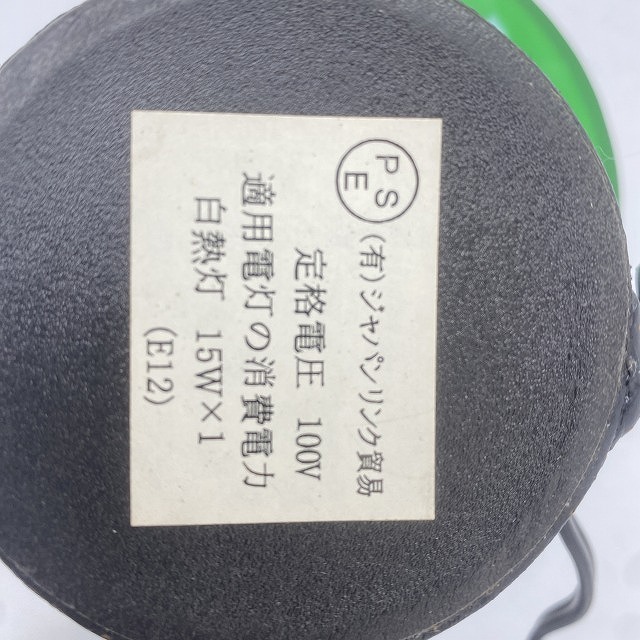 PSE
(有)ジャパンリンク貿易
定格電圧 100V
適用電灯の消費電力
白熱灯 15W×1
(E12)